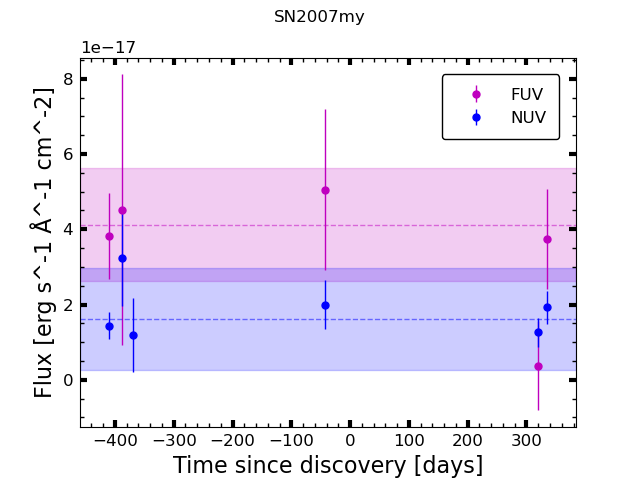 SN2007my
1e−17
8
6
4
2
0
Flux [erg s^-1 Å^-1 cm^-2]
FUV
NUV
−400 −300 −200 −100 0 100 200 300
Time since discovery [days]